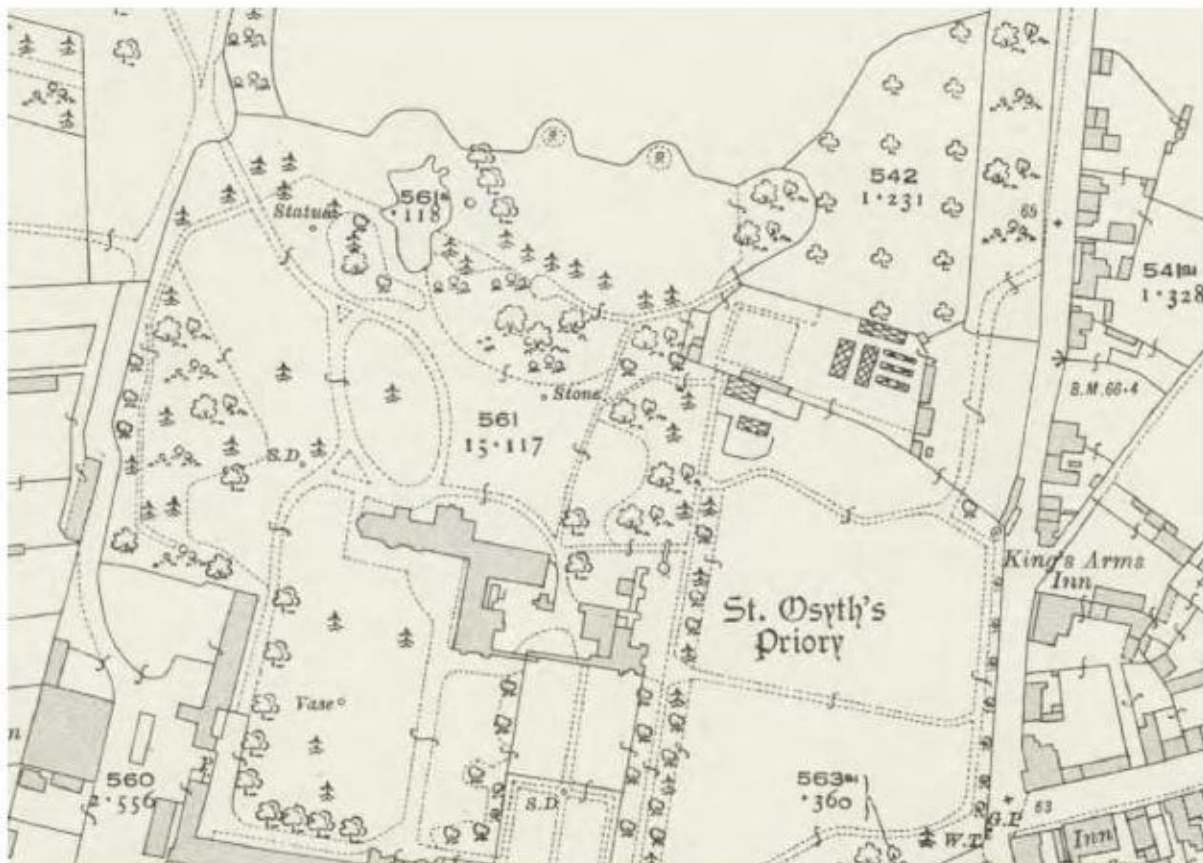 561a
·118
Statue
542
1·231
65
541a
1·328
B.M. 66·4
Stone
561
15·117
S.D.
King's Arms
Inn
St. Osyth's
Priory
Vase
560
2·556
S.D.
563a
·360
W.T.
G.P.
63
Inn